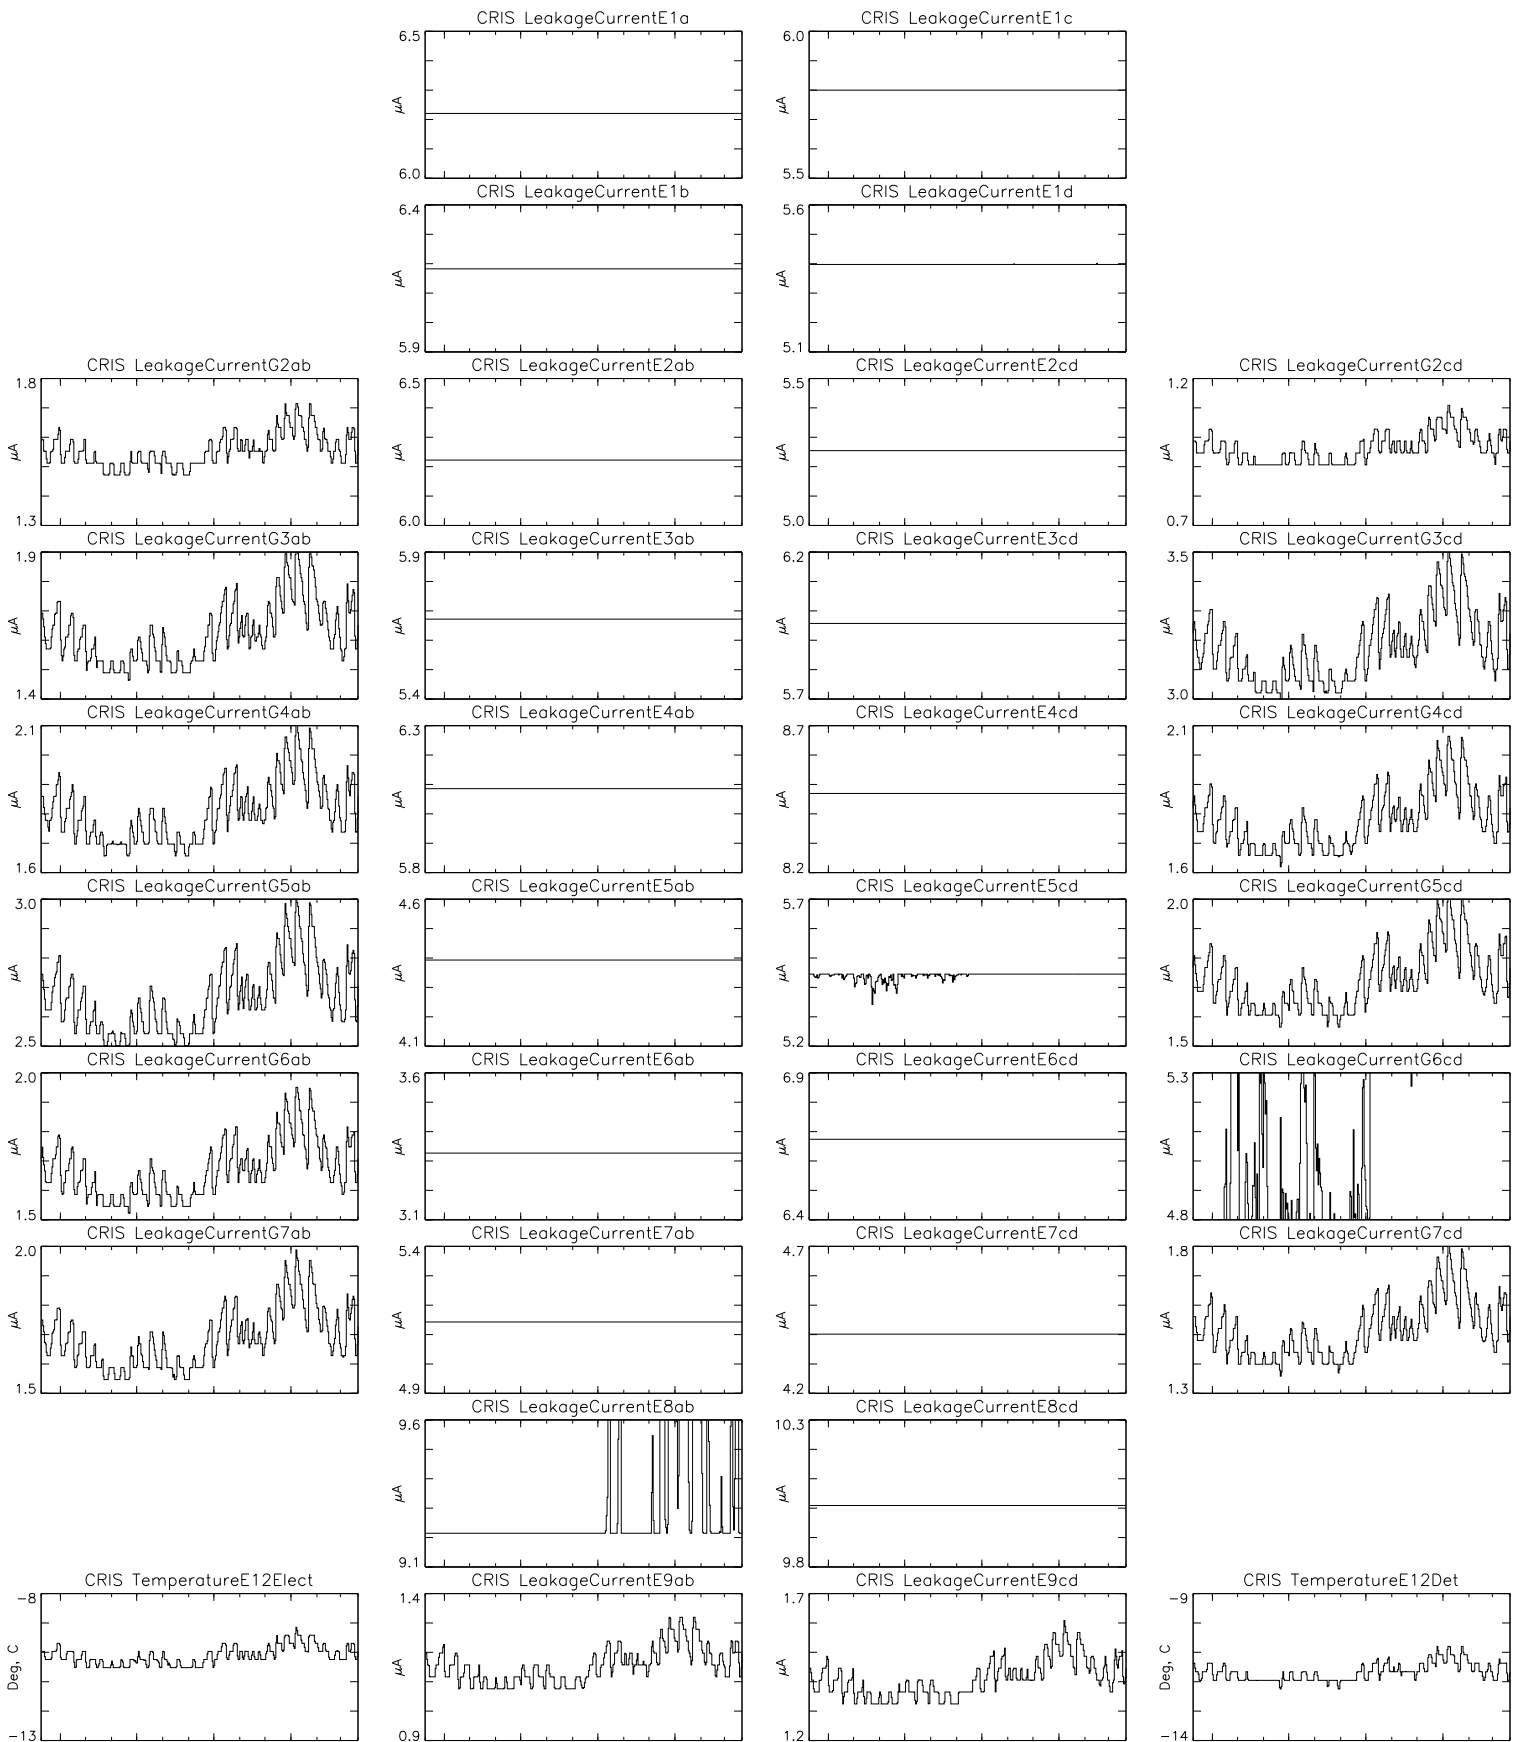 CRIS LeakageCurrentE1a
6.5
μA
6.0
CRIS LeakageCurrentE1c
6.0
μA
5.5
CRIS LeakageCurrentE1b
6.4
μA
5.9
CRIS LeakageCurrentE1d
5.6
μA
5.1
CRIS LeakageCurrentG2ab
1.8
μA
1.3
CRIS LeakageCurrentE2ab
6.5
μA
6.0
CRIS LeakageCurrentE2cd
5.5
μA
5.0
CRIS LeakageCurrentG2cd
1.2
μA
0.7
CRIS LeakageCurrentG3ab
1.9
μA
1.4
CRIS LeakageCurrentE3ab
5.9
μA
5.4
CRIS LeakageCurrentE3cd
6.2
μA
5.7
CRIS LeakageCurrentG3cd
3.5
μA
3.0
CRIS LeakageCurrentG4ab
2.1
μA
1.6
CRIS LeakageCurrentE4ab
6.3
μA
5.8
CRIS LeakageCurrentE4cd
8.7
μA
8.2
CRIS LeakageCurrentG4cd
2.1
μA
1.6
CRIS LeakageCurrentG5ab
3.0
μA
2.5
CRIS LeakageCurrentE5ab
4.6
μA
4.1
CRIS LeakageCurrentE5cd
5.7
μA
5.2
CRIS LeakageCurrentG5cd
2.0
μA
1.5
CRIS LeakageCurrentG6ab
2.0
μA
1.5
CRIS LeakageCurrentE6ab
3.6
μA
3.1
CRIS LeakageCurrentE6cd
6.9
μA
6.4
CRIS LeakageCurrentG6cd
5.3
μA
4.8
CRIS LeakageCurrentG7ab
2.0
μA
1.5
CRIS LeakageCurrentE7ab
5.4
μA
4.9
CRIS LeakageCurrentE7cd
4.7
μA
4.2
CRIS LeakageCurrentG7cd
1.8
μA
1.3
CRIS LeakageCurrentE8ab
9.6
μA
9.1
CRIS LeakageCurrentE8cd
10.3
μA
9.8
CRIS TemperatureE12Elect
−8
Deg, C
−13
CRIS LeakageCurrentE9ab
1.4
μA
0.9
CRIS LeakageCurrentE9cd
1.7
μA
1.2
CRIS TemperatureE12Det
−9
Deg, C
−14